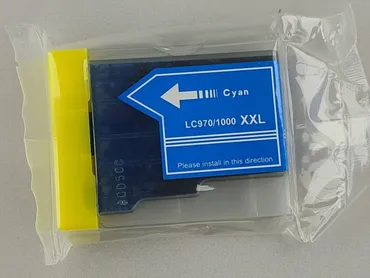 Cyan
LC970/1000 XXL
Please install in this direction